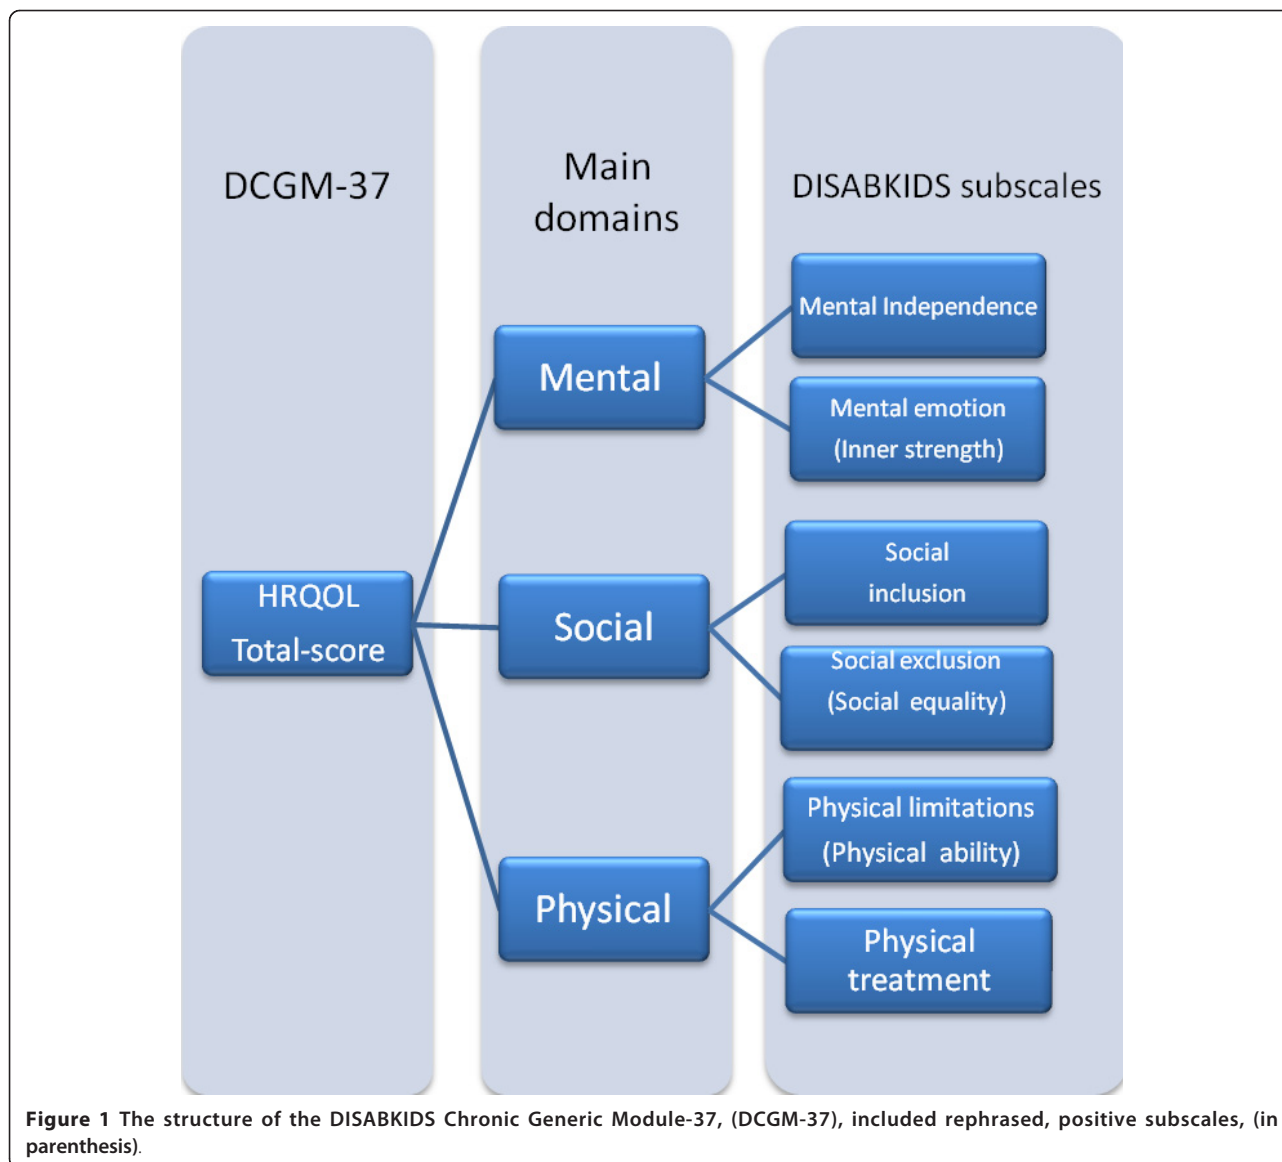 DCGM-37
Main
domains
DISABKIDS subscales
Mental Independence
Mental
Mental emotion
(Inner strength)
HRQOL
Total-score
Social
Social
inclusion
Social exclusion
(Social equality)
Physical
Physical limitations
(Physical ability)
Physical
treatment
Figure 1 The structure of the DISABKIDS Chronic Generic Module-37, (DCGM-37), included rephrased, positive subscales, (in
parenthesis).